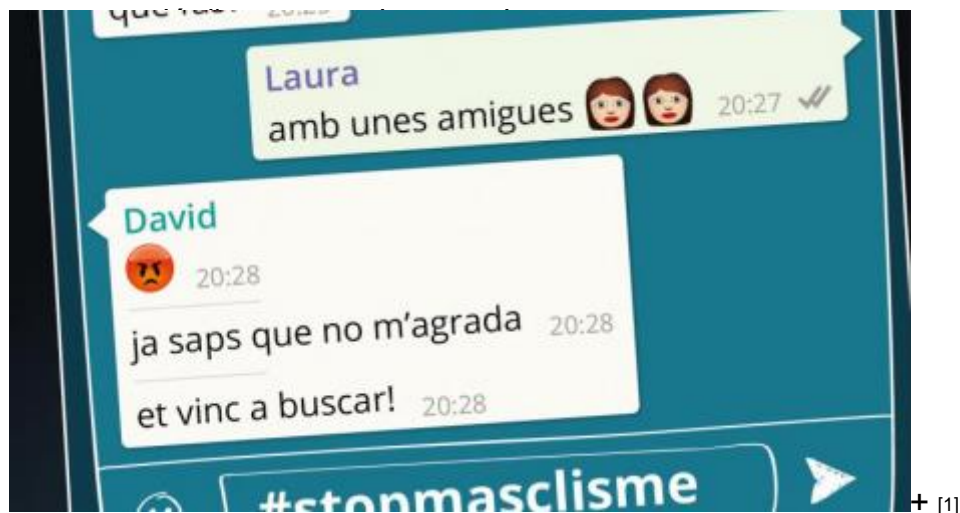 Laura
amb unes amigues 20:27
David
20:28
ja saps que no m'agrada 20:28
et vinc a buscar! 20:28
#stopmasclisme
+ [1]